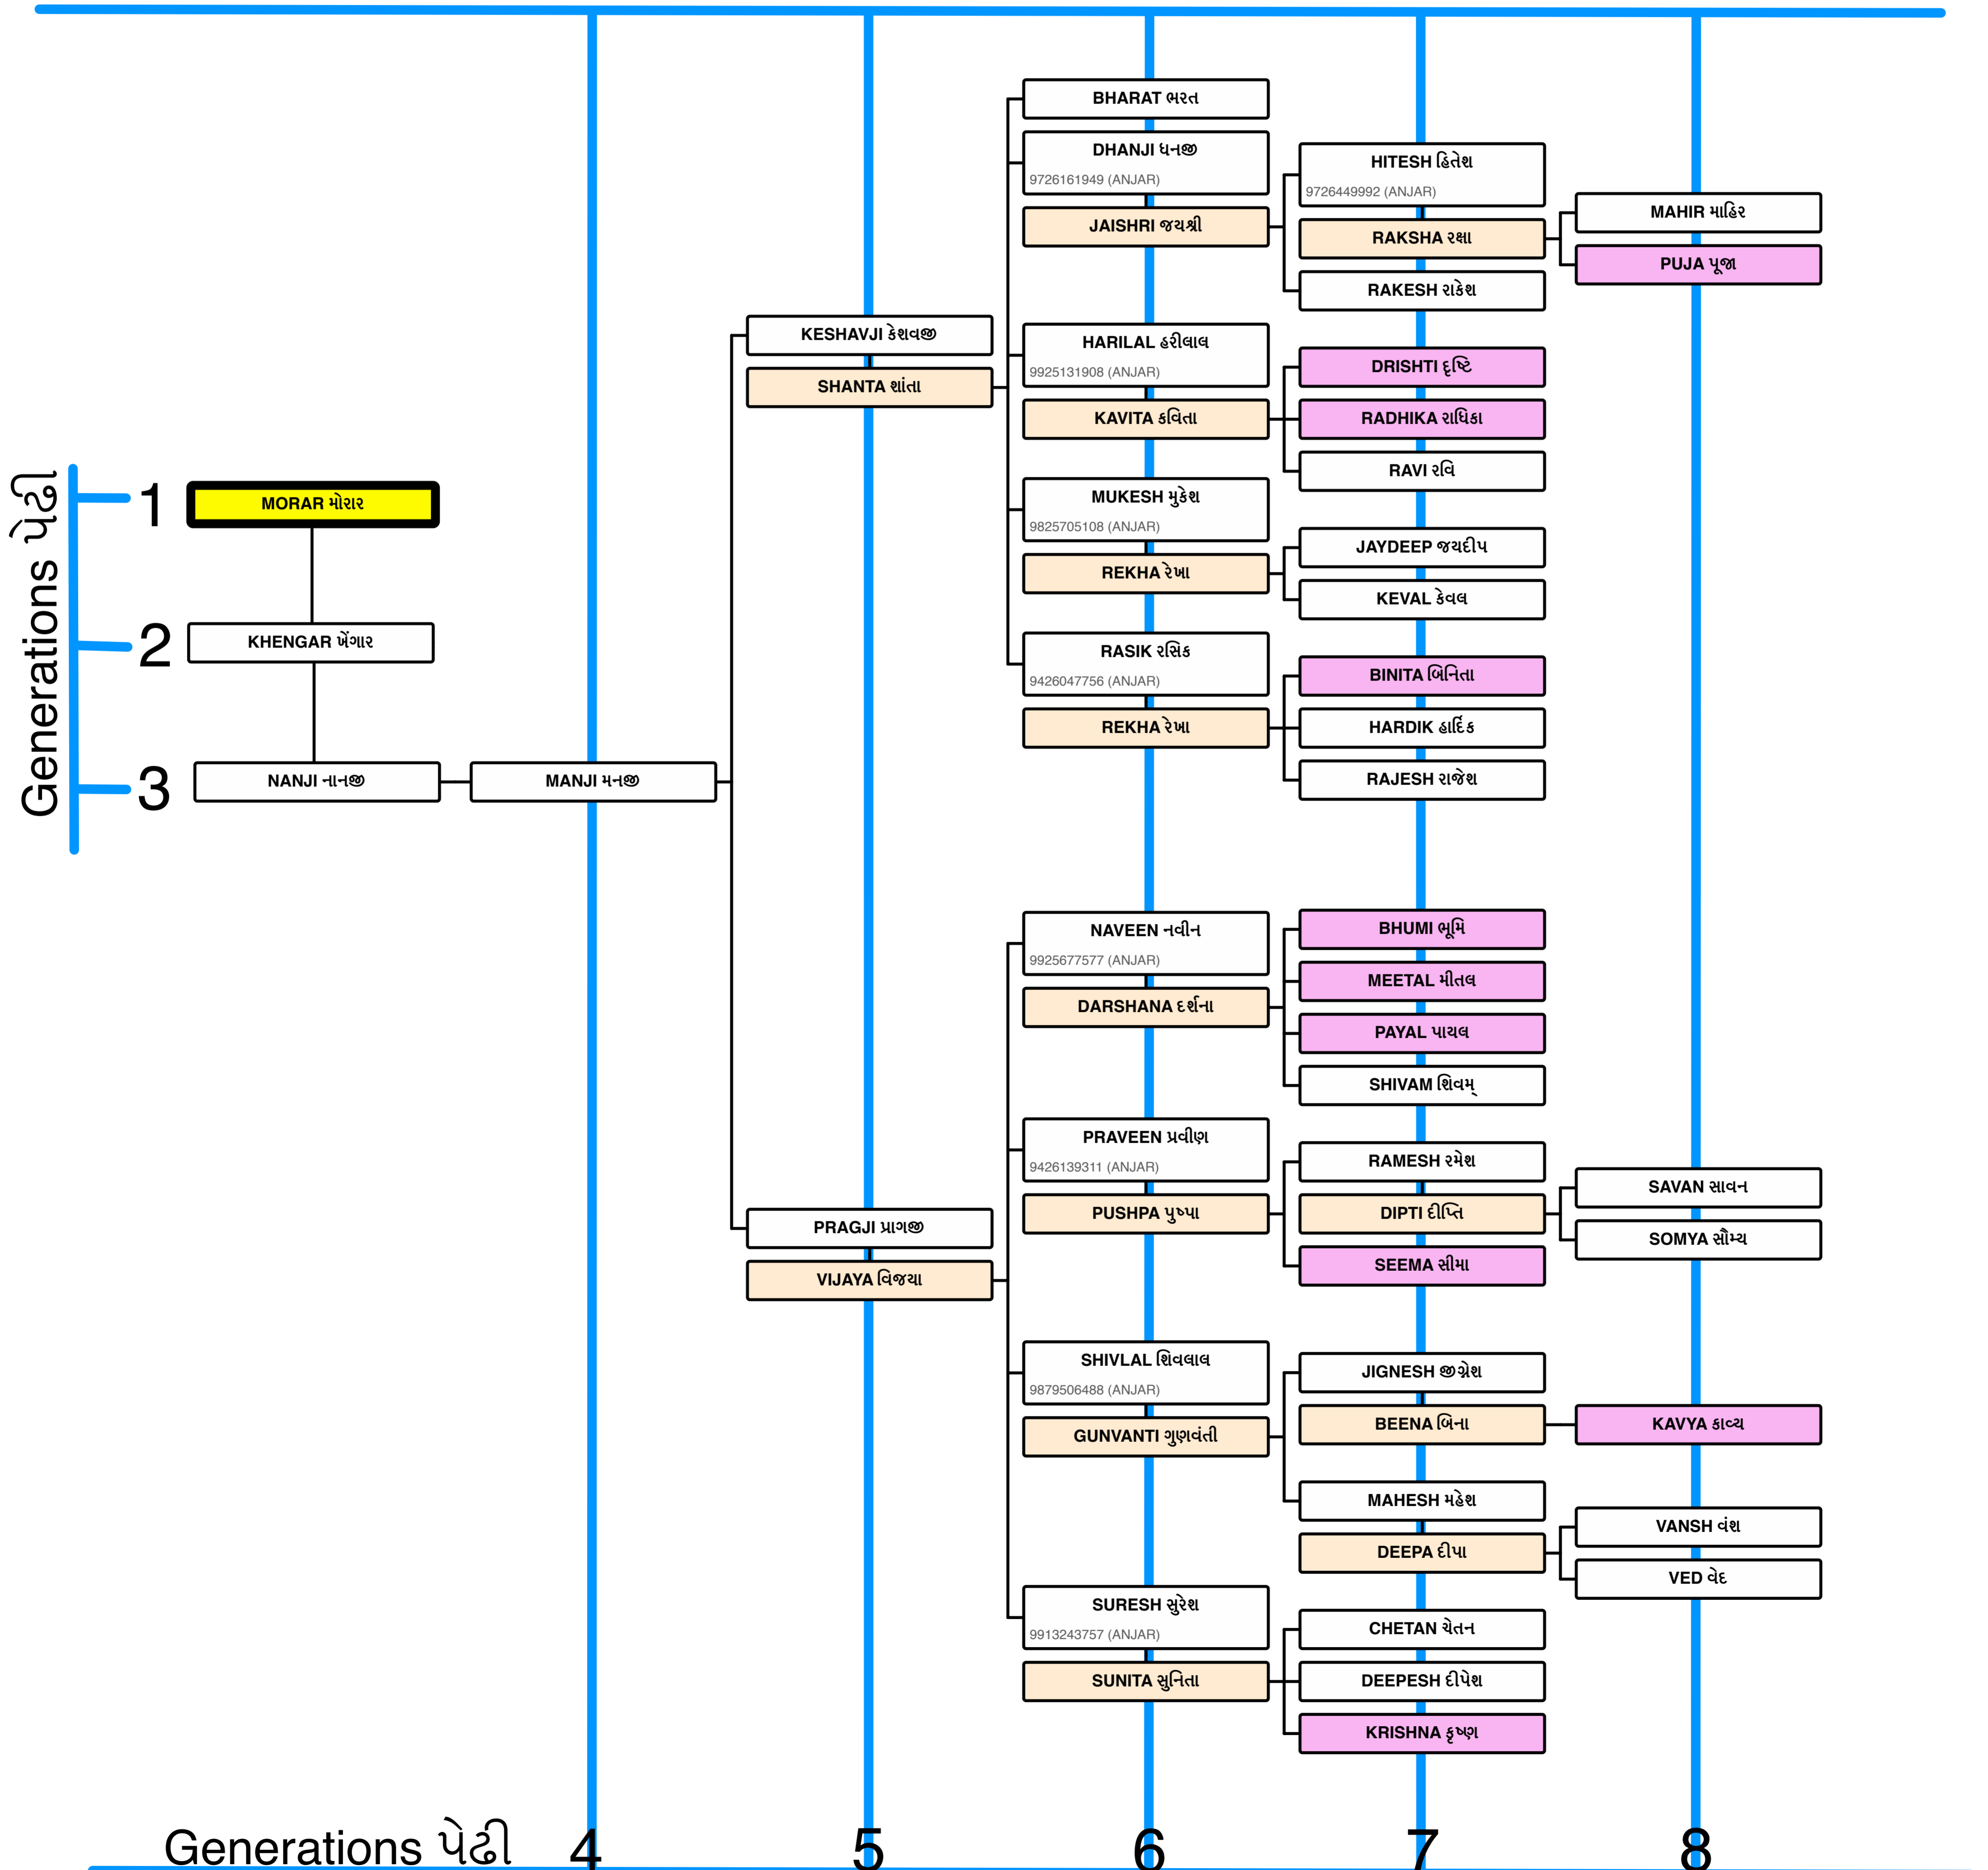 BHARAT ભરત
DHANJI ધનજી
9726161949 (ANJAR)
JAISHRI જયશ્રી
HITESH હિતેશ
9726449992 (ANJAR)
RAKSHA રક્ષા
RAKESH રાકેશ
MAHIR માહિર
PUJA પૂજા
KESHAVJI કેશવજી
SHANTA શાંતા
HARILAL હરીલાલ
9925131908 (ANJAR)
KAVITA કવિતા
DRISHTI દૃષ્ટિ
RADHIKA રાધિકા
RAVI રવિ
Generations પેઢી
1
MORAR મોરાર
MUKESH મુકેશ
9825705108 (ANJAR)
REKHA રેખા
JAYDEEP જયદીપ
KEVAL કેવલ
2
KHENGAR ખેંગાર
RASIK રસિક
9426047756 (ANJAR)
REKHA રેખા
BINITA બિનિતા
HARDIK હાર્દિક
RAJESH રાજેશ
3
NANJI નાનજી
MANJI મનજી
NAVEEN નવીન
9925677577 (ANJAR)
DARSHANA દર્શના
BHUMI ભૂમિ
MEETAL મીતલ
PAYAL પાયલ
SHIVAM શિવમ્
PRAVEEN પ્રવીણ
9426139311 (ANJAR)
PUSHPA પુષ્પા
RAMESH રમેશ
DIPTI દીપ્તિ
SEEMA સીમા
SAVAN સાવન
SOMYA સૌમ્ય
PRAGJI પ્રાગજી
VIJAYA વિજયા
SHIVLAL શિવલાલ
9879506488 (ANJAR)
GUNVANTI ગુણવંતી
JIGNESH જીગ્નેશ
BEENA બિના
KAVYA કાવ્ય
MAHESH મહેશ
DEEPA દીપા
VANSH વંશ
VED વેદ
SURESH સુરેશ
9913243757 (ANJAR)
SUNITA સુનિતા
CHETAN ચેતન
DEEPESH દીપેશ
KRISHNA કૃષ્ણ
Generations પેઢી 4 5 6 7 8